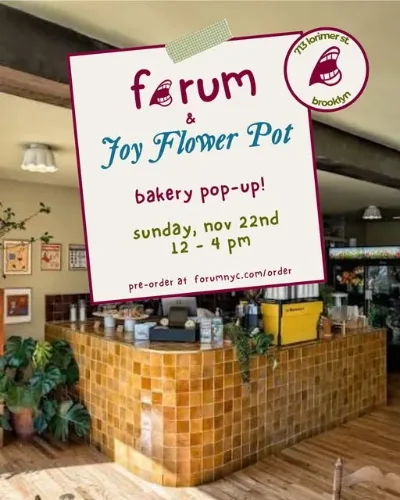 forum
&
Joy Flower Pot
bakery pop-up!
sunday, nov 22nd
12 - 4 pm
pre-order at forumnyc.com/order
713 lorimer st.
brooklyn